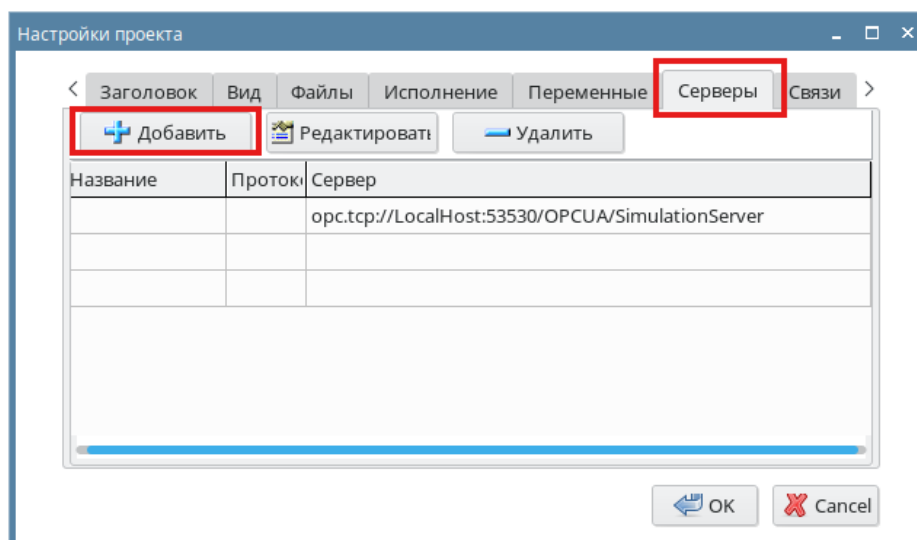 Настройки проекта
Заголовок Вид Файлы Исполнение Переменные Серверы Связи
Добавить Редактировать Удалить
Название Проток Сервер
opc.tcp://LocalHost:53530/OPCUA/SimulationServer
OK Cancel